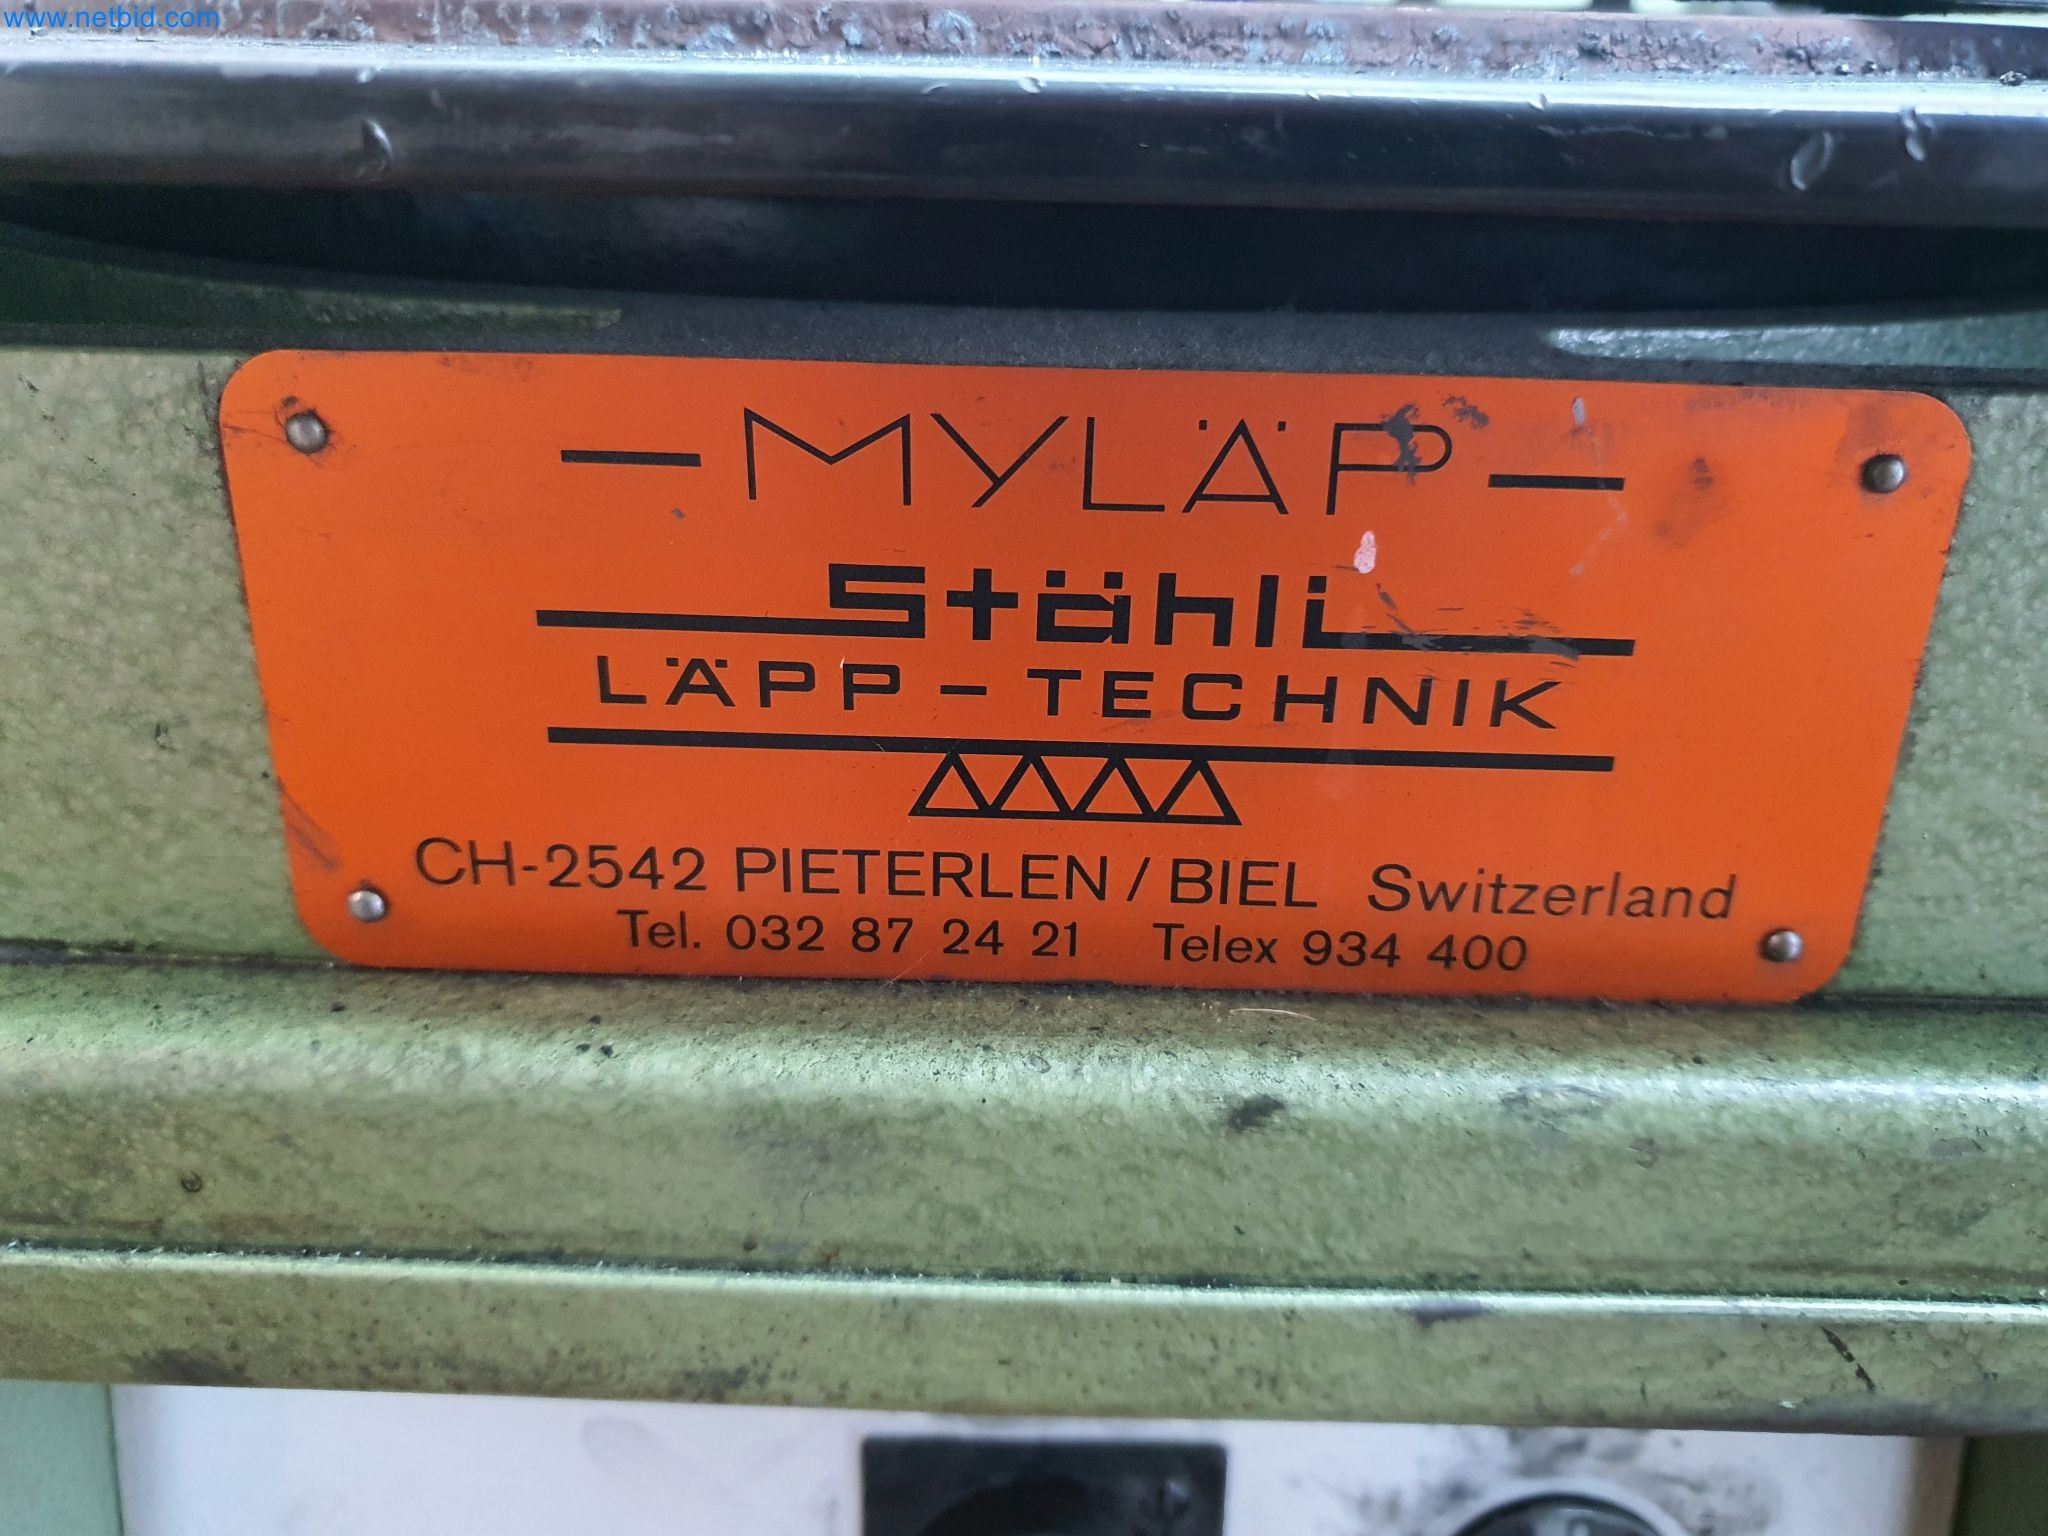 www.netbid.com
- MYLÄP -
Stähli
LÄPP-TECHNIK
CH-2542 PIETERLEN / BIEL Switzerland
Tel. 032 87 24 21 Telex 934 400